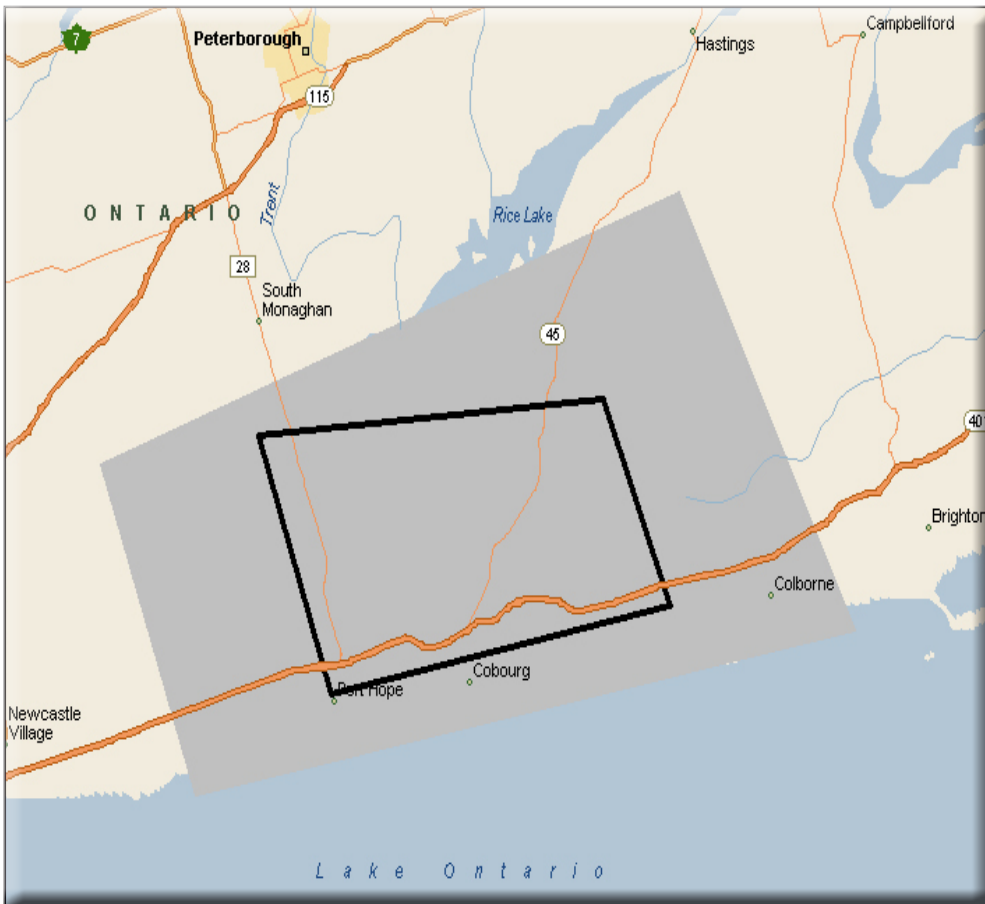 Campbellford
7
Peterborough
Hastings
115
Trent
ONTARIO
Rice Lake
28
South
Monaghan
45
401
Brighton
Colborne
Cobourg
Port Hope
Newcastle
Village
Lake Ontario